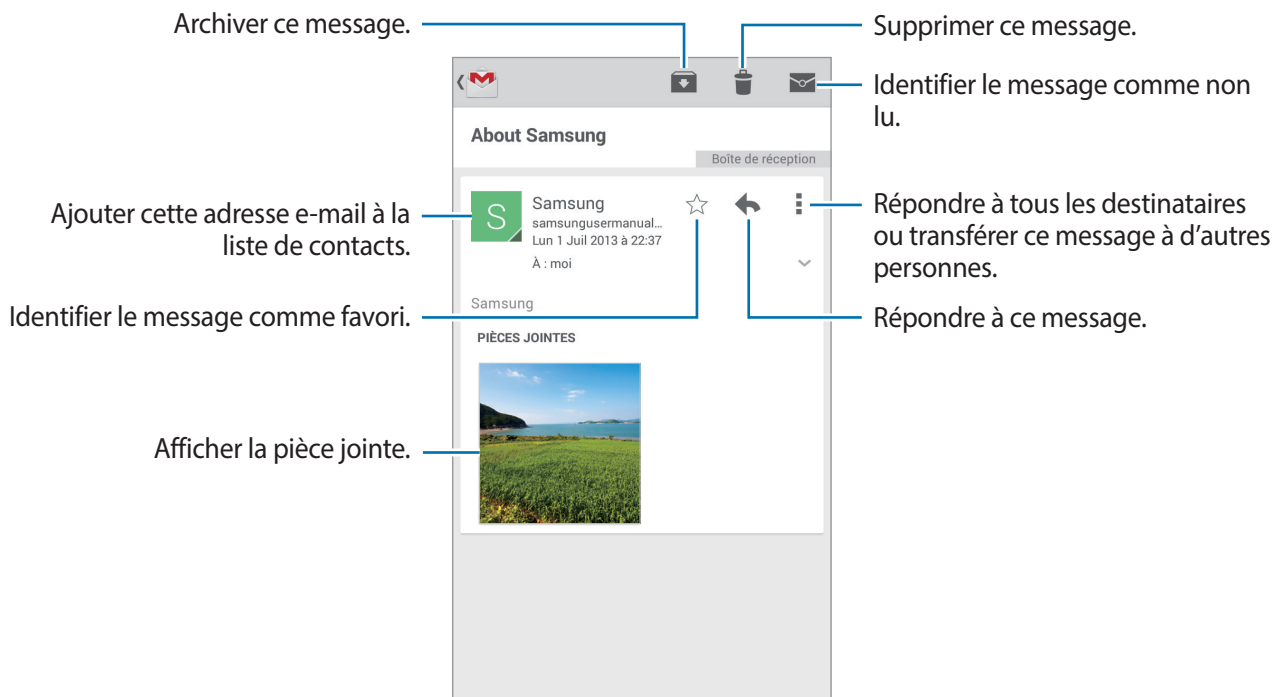 Archiver ce message.
Supprimer ce message.
Identifier le message comme non
lu.
About Samsung
Boîte de réception
Ajouter cette adresse e-mail à la
liste de contacts.
S
Samsung
samsungusermanual...
Lun 1 Juil 2013 à 22:37
À : moi
Répondre à tous les destinataires
ou transférer ce message à d'autres
personnes.
Identifier le message comme favori.
Samsung
Répondre à ce message.
PIÈCES JOINTES
Afficher la pièce jointe.